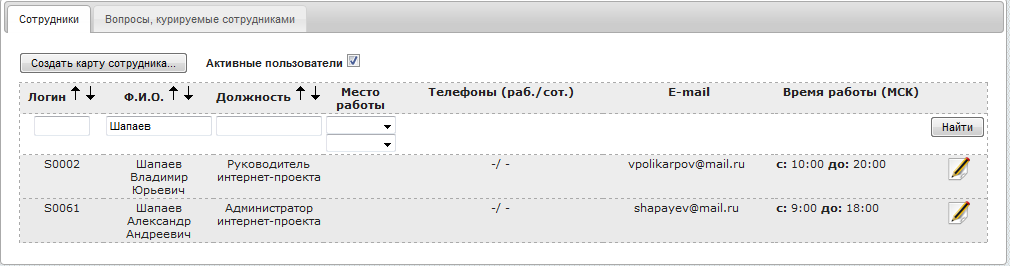 Сотрудники Вопросы, курируемые сотрудниками
Создать карту сотрудника... Активные пользователи
Логин Ф.И.О. Должность Место работы Телефоны (раб./сот.) E-mail Время работы (МСК)
Шапаев Найти
S0002 Шапаев Владимир Юрьевич Руководитель интернет-проекта -/ - vpolikarpov@mail.ru с: 10:00 до: 20:00
S0061 Шапаев Александр Андреевич Администратор интернет-проекта -/ - shapayev@mail.ru с: 9:00 до: 18:00